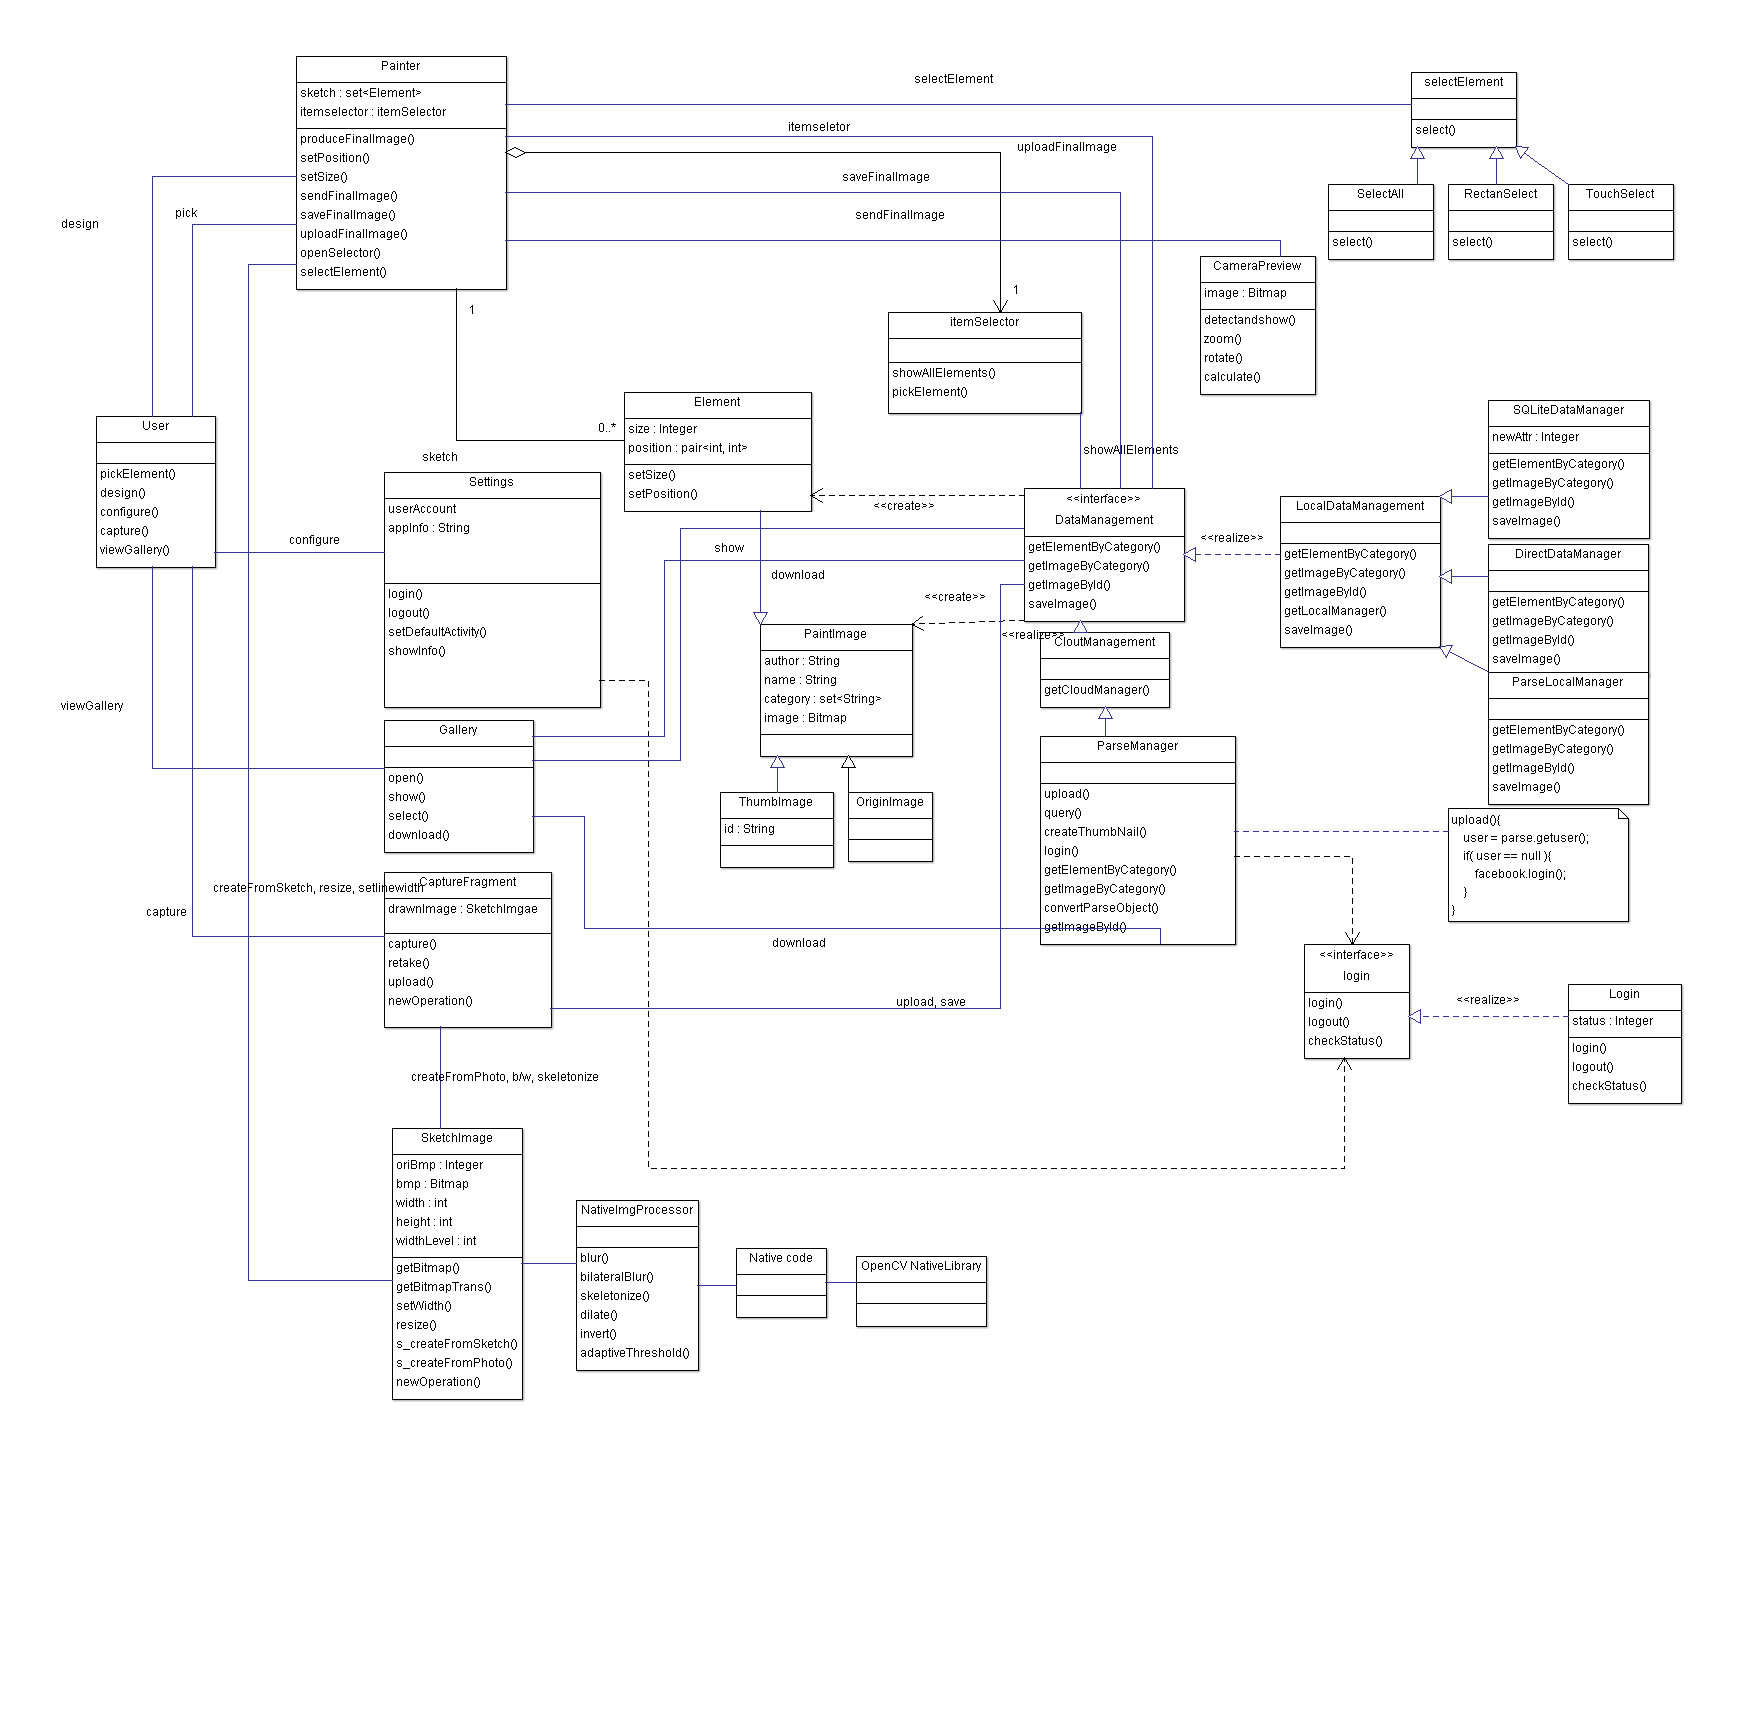 Painter
sketch : set<Element>
itemselector : itemSelector
produceFinalImage()
setPosition()
setSize()
sendFinalImage()
saveFinalImage()
uploadFinalImage()
openSelector()
selectElement()
selectElement
itemseletor
uploadFinalImage
saveFinalImage
sendFinalImage
selectElement
select()
SelectAll
select()
RectanSelect
select()
TouchSelect
select()
design
pick
1
1
CameraPreview
image : Bitmap
detectandshow()
zoom()
rotate()
calculate()
itemSelector
showAllElements()
pickElement()
Element
size : Integer
position : pair<int, int>
setSize()
setPosition()
0..*
sketch
showAllElements
User
pickElement()
design()
configure()
capture()
viewGallery()
configure
Settings
userAccount
appInfo : String
login()
logout()
setDefaultActivity()
showInfo()
<<create>>
show
download
<<create>>
<<realize>>
<<interface>>
DataManagement
getElementByCategory()
getImageByCategory()
getImageById()
saveImage()
<<realize>>
LocalDataManagement
getElementByCategory()
getImageByCategory()
getImageById()
getLocalManager()
saveImage()
SQLiteDataManager
newAttr : Integer
getElementByCategory()
getImageByCategory()
getImageById()
saveImage()
DirectDataManager
getElementByCategory()
getImageByCategory()
getImageById()
saveImage()
ParseLocalManager
getElementByCategory()
getImageByCategory()
getImageById()
saveImage()
PaintImage
author : String
name : String
category : set<String>
image : Bitmap
CloutManagement
getCloudManager()
viewGallery
Gallery
open()
show()
select()
download()
ThumbImage
id : String
OriginImage
ParseManager
upload()
query()
createThumbNail()
login()
getElementByCategory()
getImageByCategory()
convertParseObject()
getImageById()
upload(){
user = parse.getuser();
if( user == null ){
facebook.login();
}
}
createFromSketch, resize, setlinewidth
capture
CaptureFragment
drawnImage : SketchImgae
capture()
retake()
upload()
newOperation()
download
upload, save
<<interface>>
login
login()
logout()
checkStatus()
<<realize>>
Login
status : Integer
login()
logout()
checkStatus()
createFromPhoto, b/w, skeletonize
SketchImage
oriBmp : Integer
bmp : Bitmap
width : int
height : int
widthLevel : int
getBitmap()
getBitmapTrans()
setWidth()
resize()
s_createFromSketch()
s_createFromPhoto()
newOperation()
NativeImgProcessor
blur()
bilateralBlur()
skeletonize()
dilate()
invert()
adaptiveThreshold()
Native code
OpenCV NativeLibrary